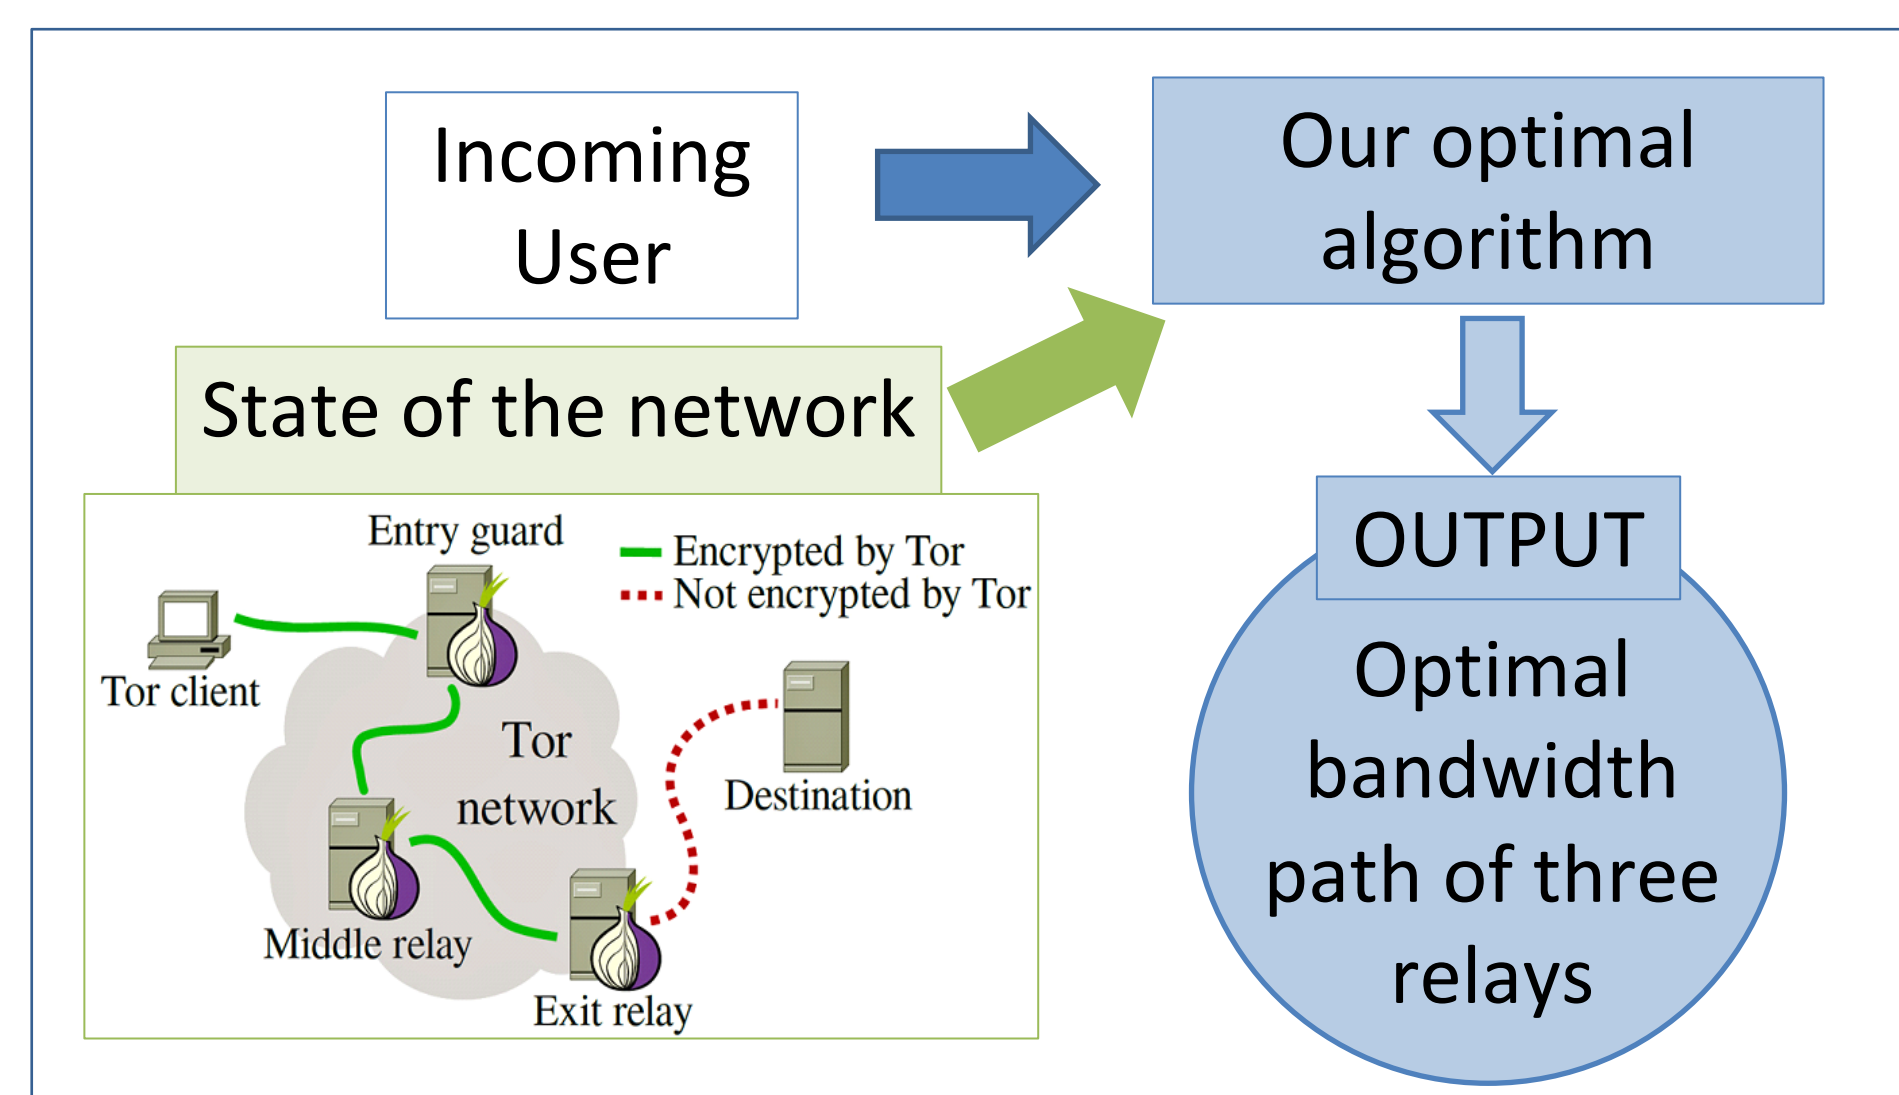 Incoming
User
Our optimal
algorithm
State of the network
Entry guard
Encrypted by Tor
Not encrypted by Tor
Tor client
Tor
network
Destination
Middle relay
Exit relay
OUTPUT
Optimal
bandwidth
path of three
relays